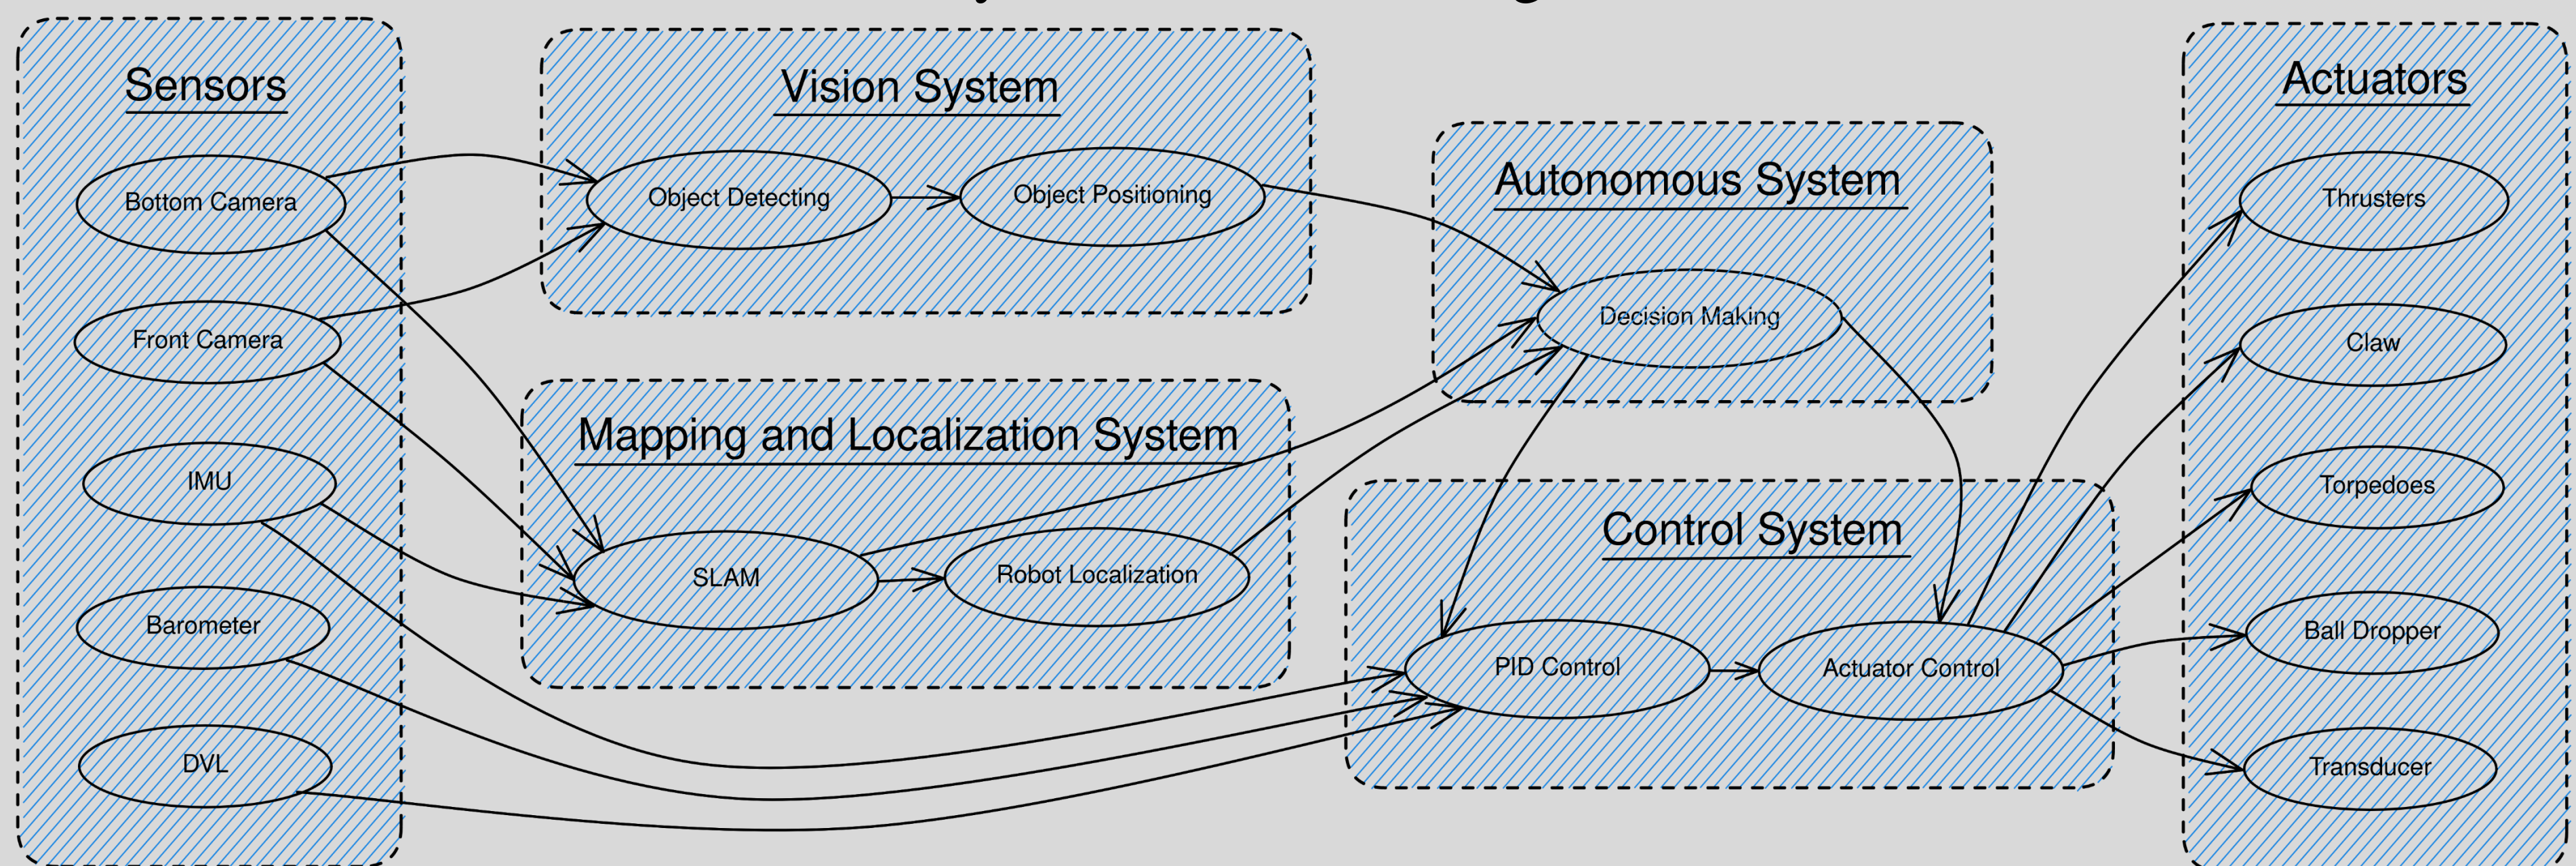 Sensors
Bottom Camera
Front Camera
IMU
Barometer
DVL
Vision System
Object Detecting
Object Positioning
Mapping and Localization System
SLAM
Robot Localization
Autonomous System
Decision Making
Control System
PID Control
Actuator Control
Actuators
Thrusters
Claw
Torpedoes
Ball Dropper
Transducer